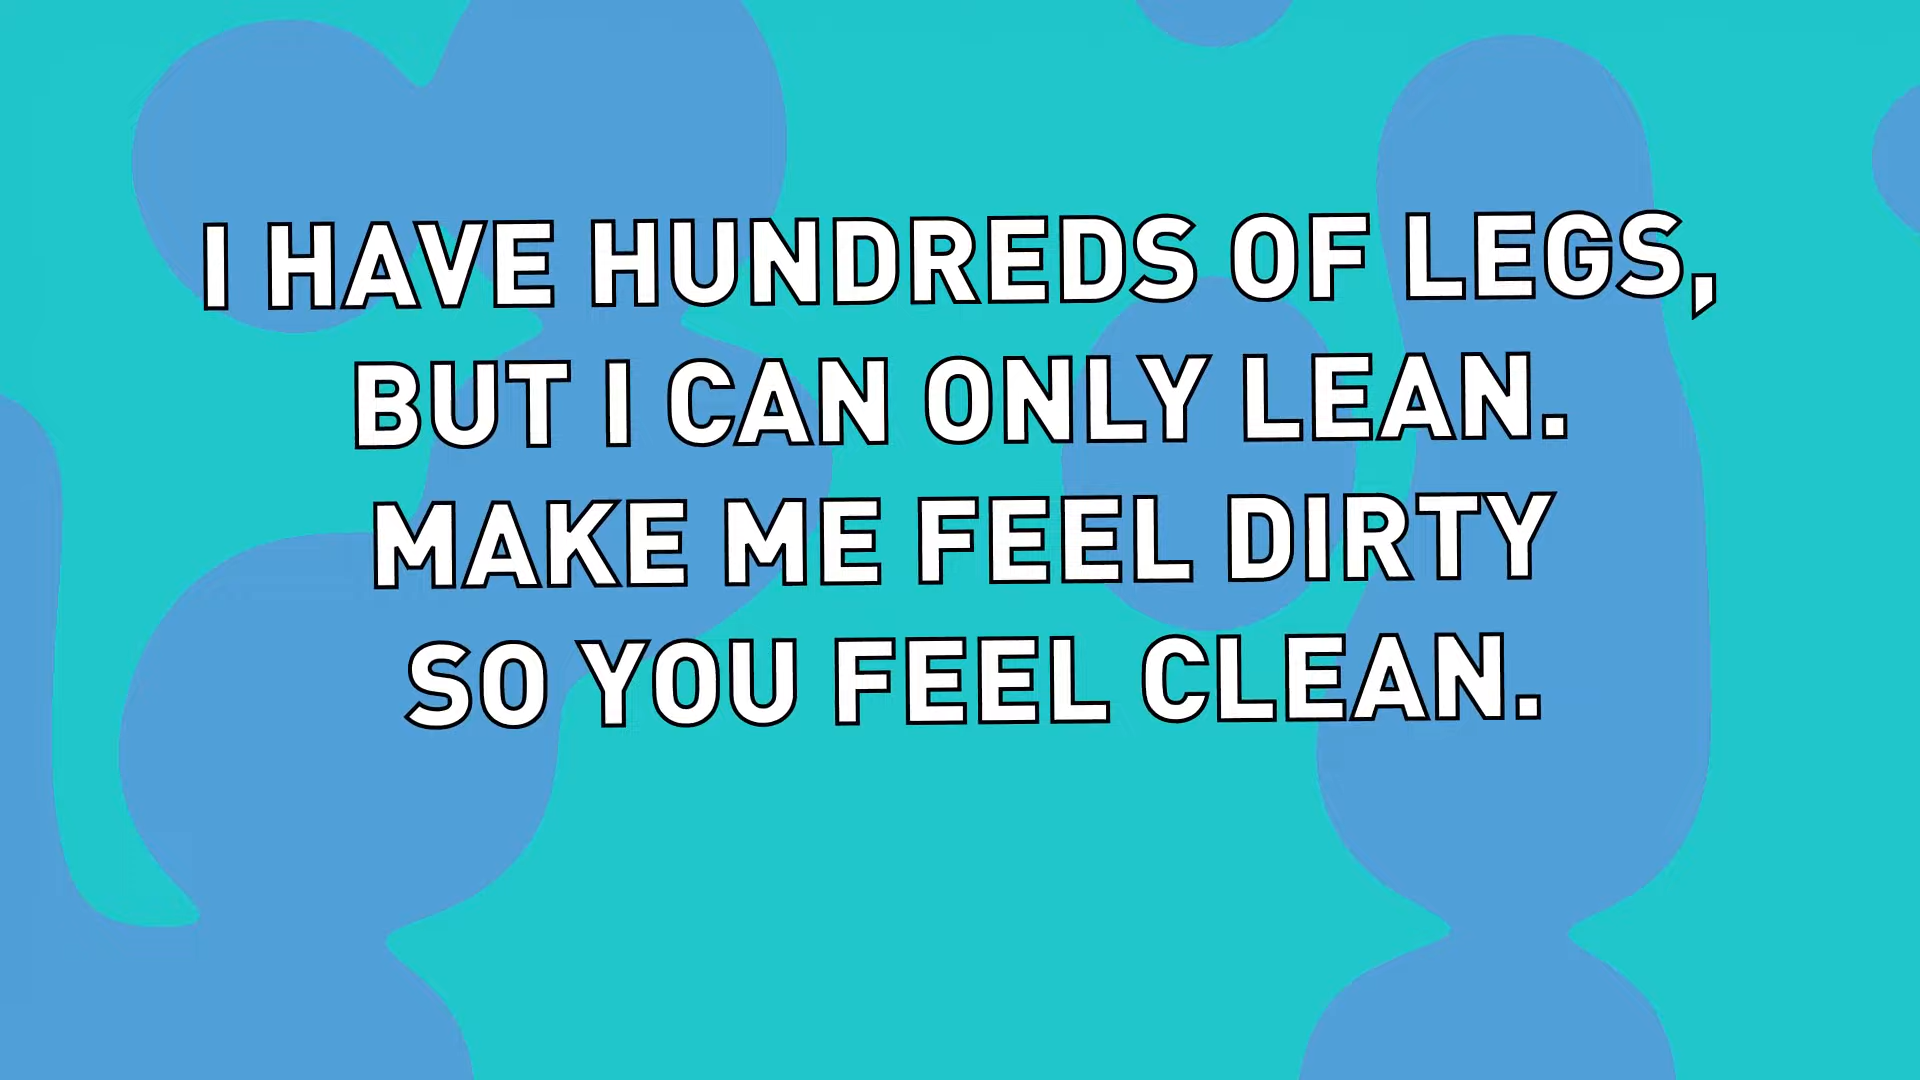 I HAVE HUNDREDS OF LEGS,
BUT I CAN ONLY LEAN.
MAKE ME FEEL DIRTY
SO YOU FEEL CLEAN.